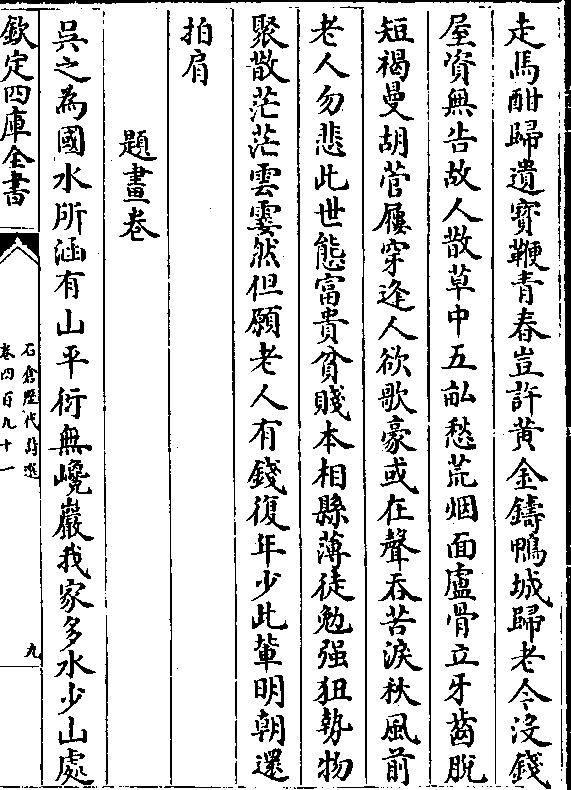 走馬酣歸遺寳鞭青春豈許黄金鑄鴨城歸老今没錢
屋資無告故人散草中五畆愁荒烟面盧骨立牙齒脫
短褐曼胡菅屨穿逢人欲歌豪或在聲吞苦淚秋風前
老人勿悲此世態富貴貧賤本相縣薄徒勉强狃勢物
聚散茫茫雲霎然但願老人有錢復年少此軰明朝還
拍肩
題畫卷
吳之為國水所涵有山平衍無巉巖我家多水少山處
欽定四庫全書
石倉歷代詩選
卷四百九十一
九